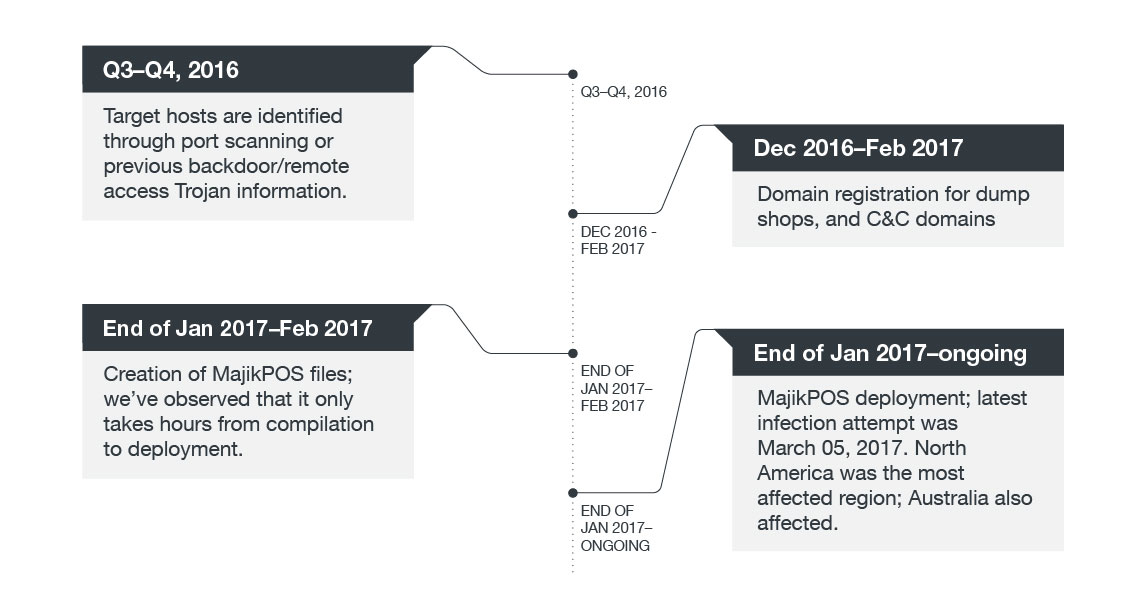 Q3–Q4, 2016
Target hosts are identified
through port scanning or
previous backdoor/remote
access Trojan information.
Q3–Q4, 2016
Dec 2016–Feb 2017
Domain registration for dump
shops, and C&C domains
DEC 2016 -
FEB 2017
End of Jan 2017–Feb 2017
Creation of MajikPOS files;
we’ve observed that it only
takes hours from compilation
to deployment.
END OF
JAN 2017–
FEB 2017
End of Jan 2017–ongoing
MajikPOS deployment; latest
infection attempt was
March 05, 2017. North
America was the most
affected region; Australia also
affected.
END OF
JAN 2017–
ONGOING